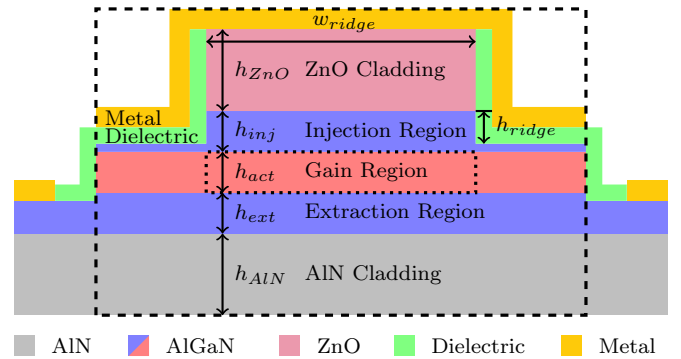 w_ridge
h_ZnO ZnO Cladding
Metal
Dielectric
h_inj Injection Region
h_ridge
h_act Gain Region
h_ext Extraction Region
h_AlN AlN Cladding
AlN AlGaN ZnO Dielectric Metal